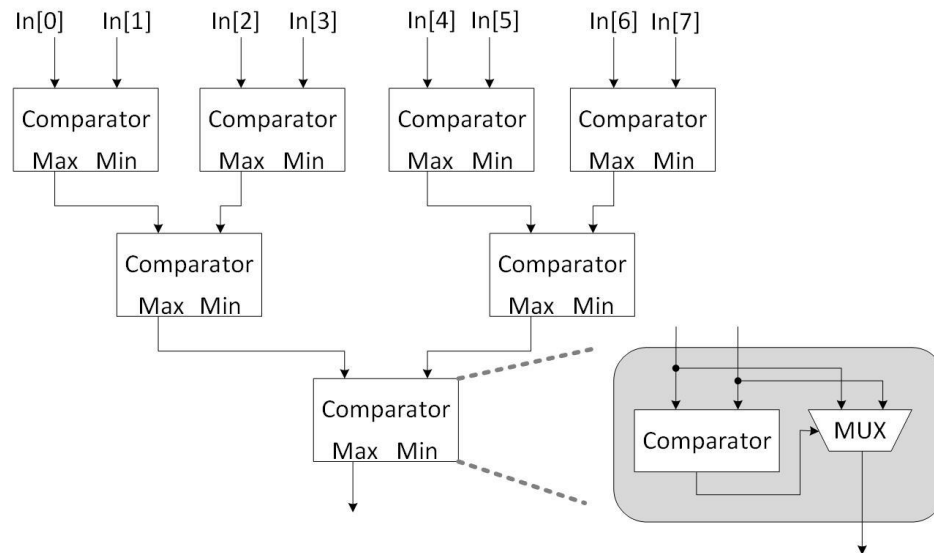 In[0] In[1] In[2] In[3] In[4] In[5] In[6] In[7]
Comparator Comparator Comparator Comparator
Max Min Max Min Max Min Max Min
Comparator Comparator
Max Min Max Min
Comparator
Max Min
Comparator MUX